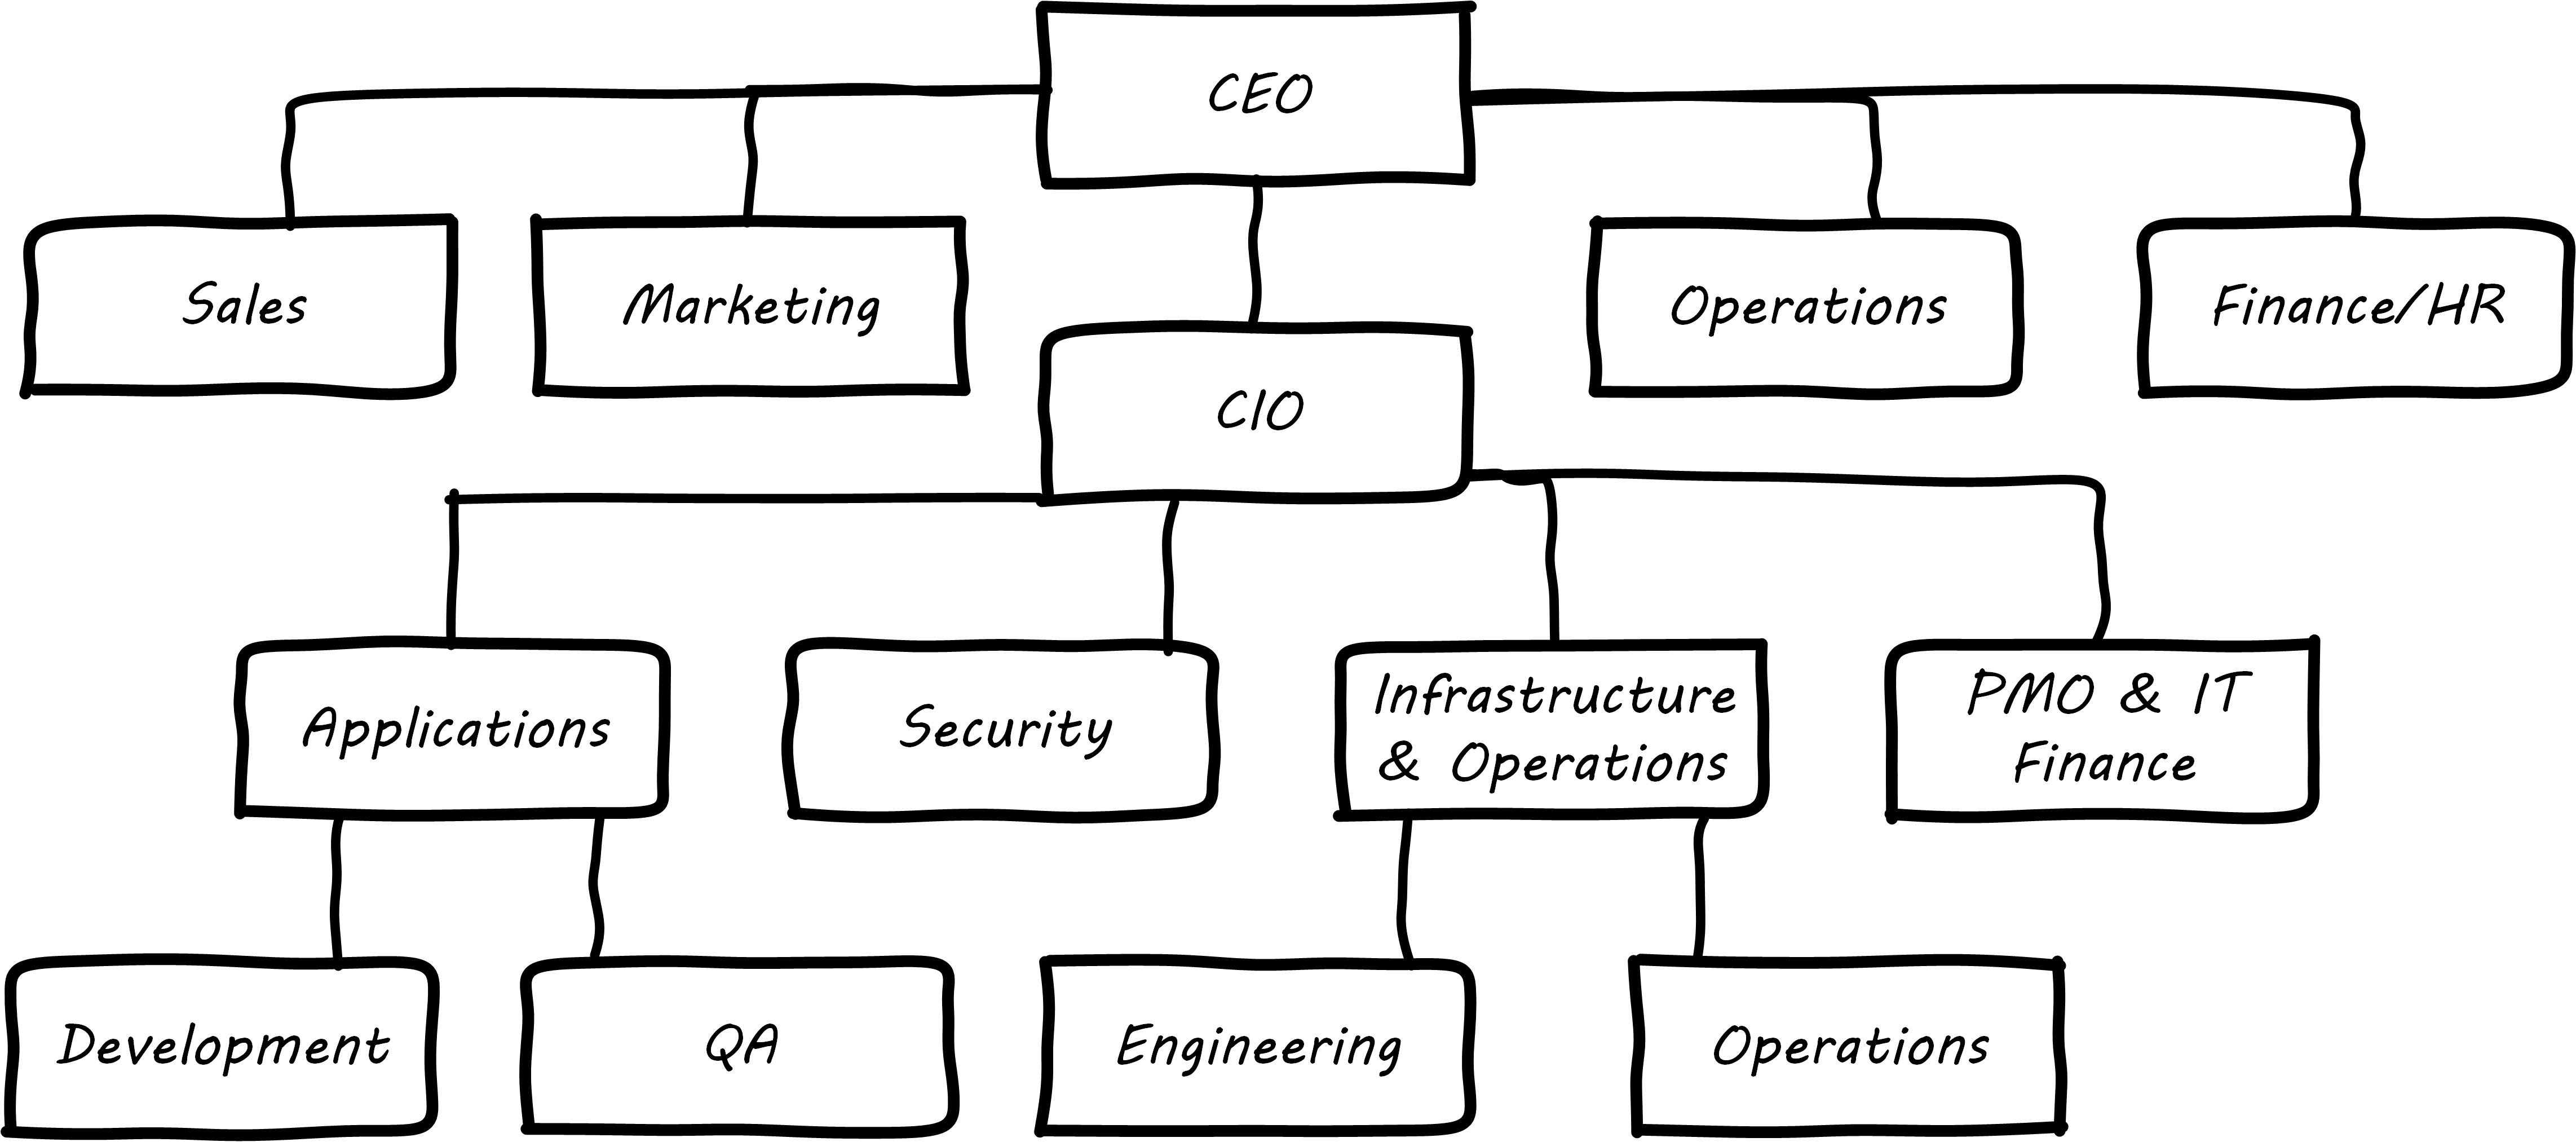 CEO
Sales
Marketing
Operations
Finance/HR
CIO
Applications
Security
Infrastructure
& Operations
PMO & IT
Finance
Development
QA
Engineering
Operations